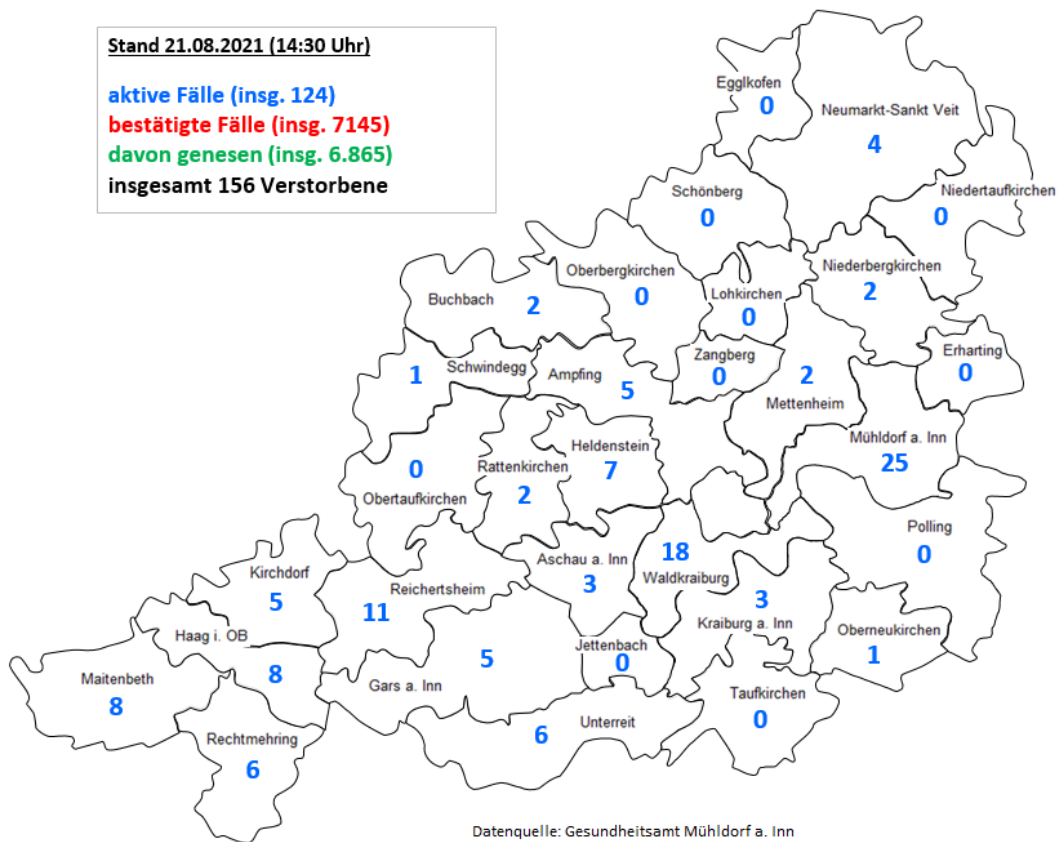 Stand 21.08.2021 (14:30 Uhr)
aktive Fälle (insg. 124)
bestätigte Fälle (insg. 7145)
davon genesen (insg. 6.865)
insgesamt 156 Verstorbene
Egglkofen
0
Neumarkt-Sankt Veit
4
Schönberg
0
Niedertaufkirchen
0
Oberbergkirchen
0
Lohkirchen
0
Niederbergkirchen
2
Buchbach
2
Schwindegg
1
Ampfing
5
Zangberg
0
2
Mettenheim
Erharting
0
Mühldorf a. Inn
25
0
Obertaufkirchen
Rattenkirchen
2
Heldenstein
7
Polling
0
Kirchdorf
5
Reichertsheim
11
Aschau a. Inn
3
18
Waldkraiburg
3
Kraiburg a. Inn
Oberneukirchen
1
Haag i. OB
8
Maitenbeth
8
5
Gars a. Inn
Jettenbach
0
Taufkirchen
0
Rechtmehring
6
Unterreit
6
Datenquelle: Gesundheitsamt Mühldorf a. Inn